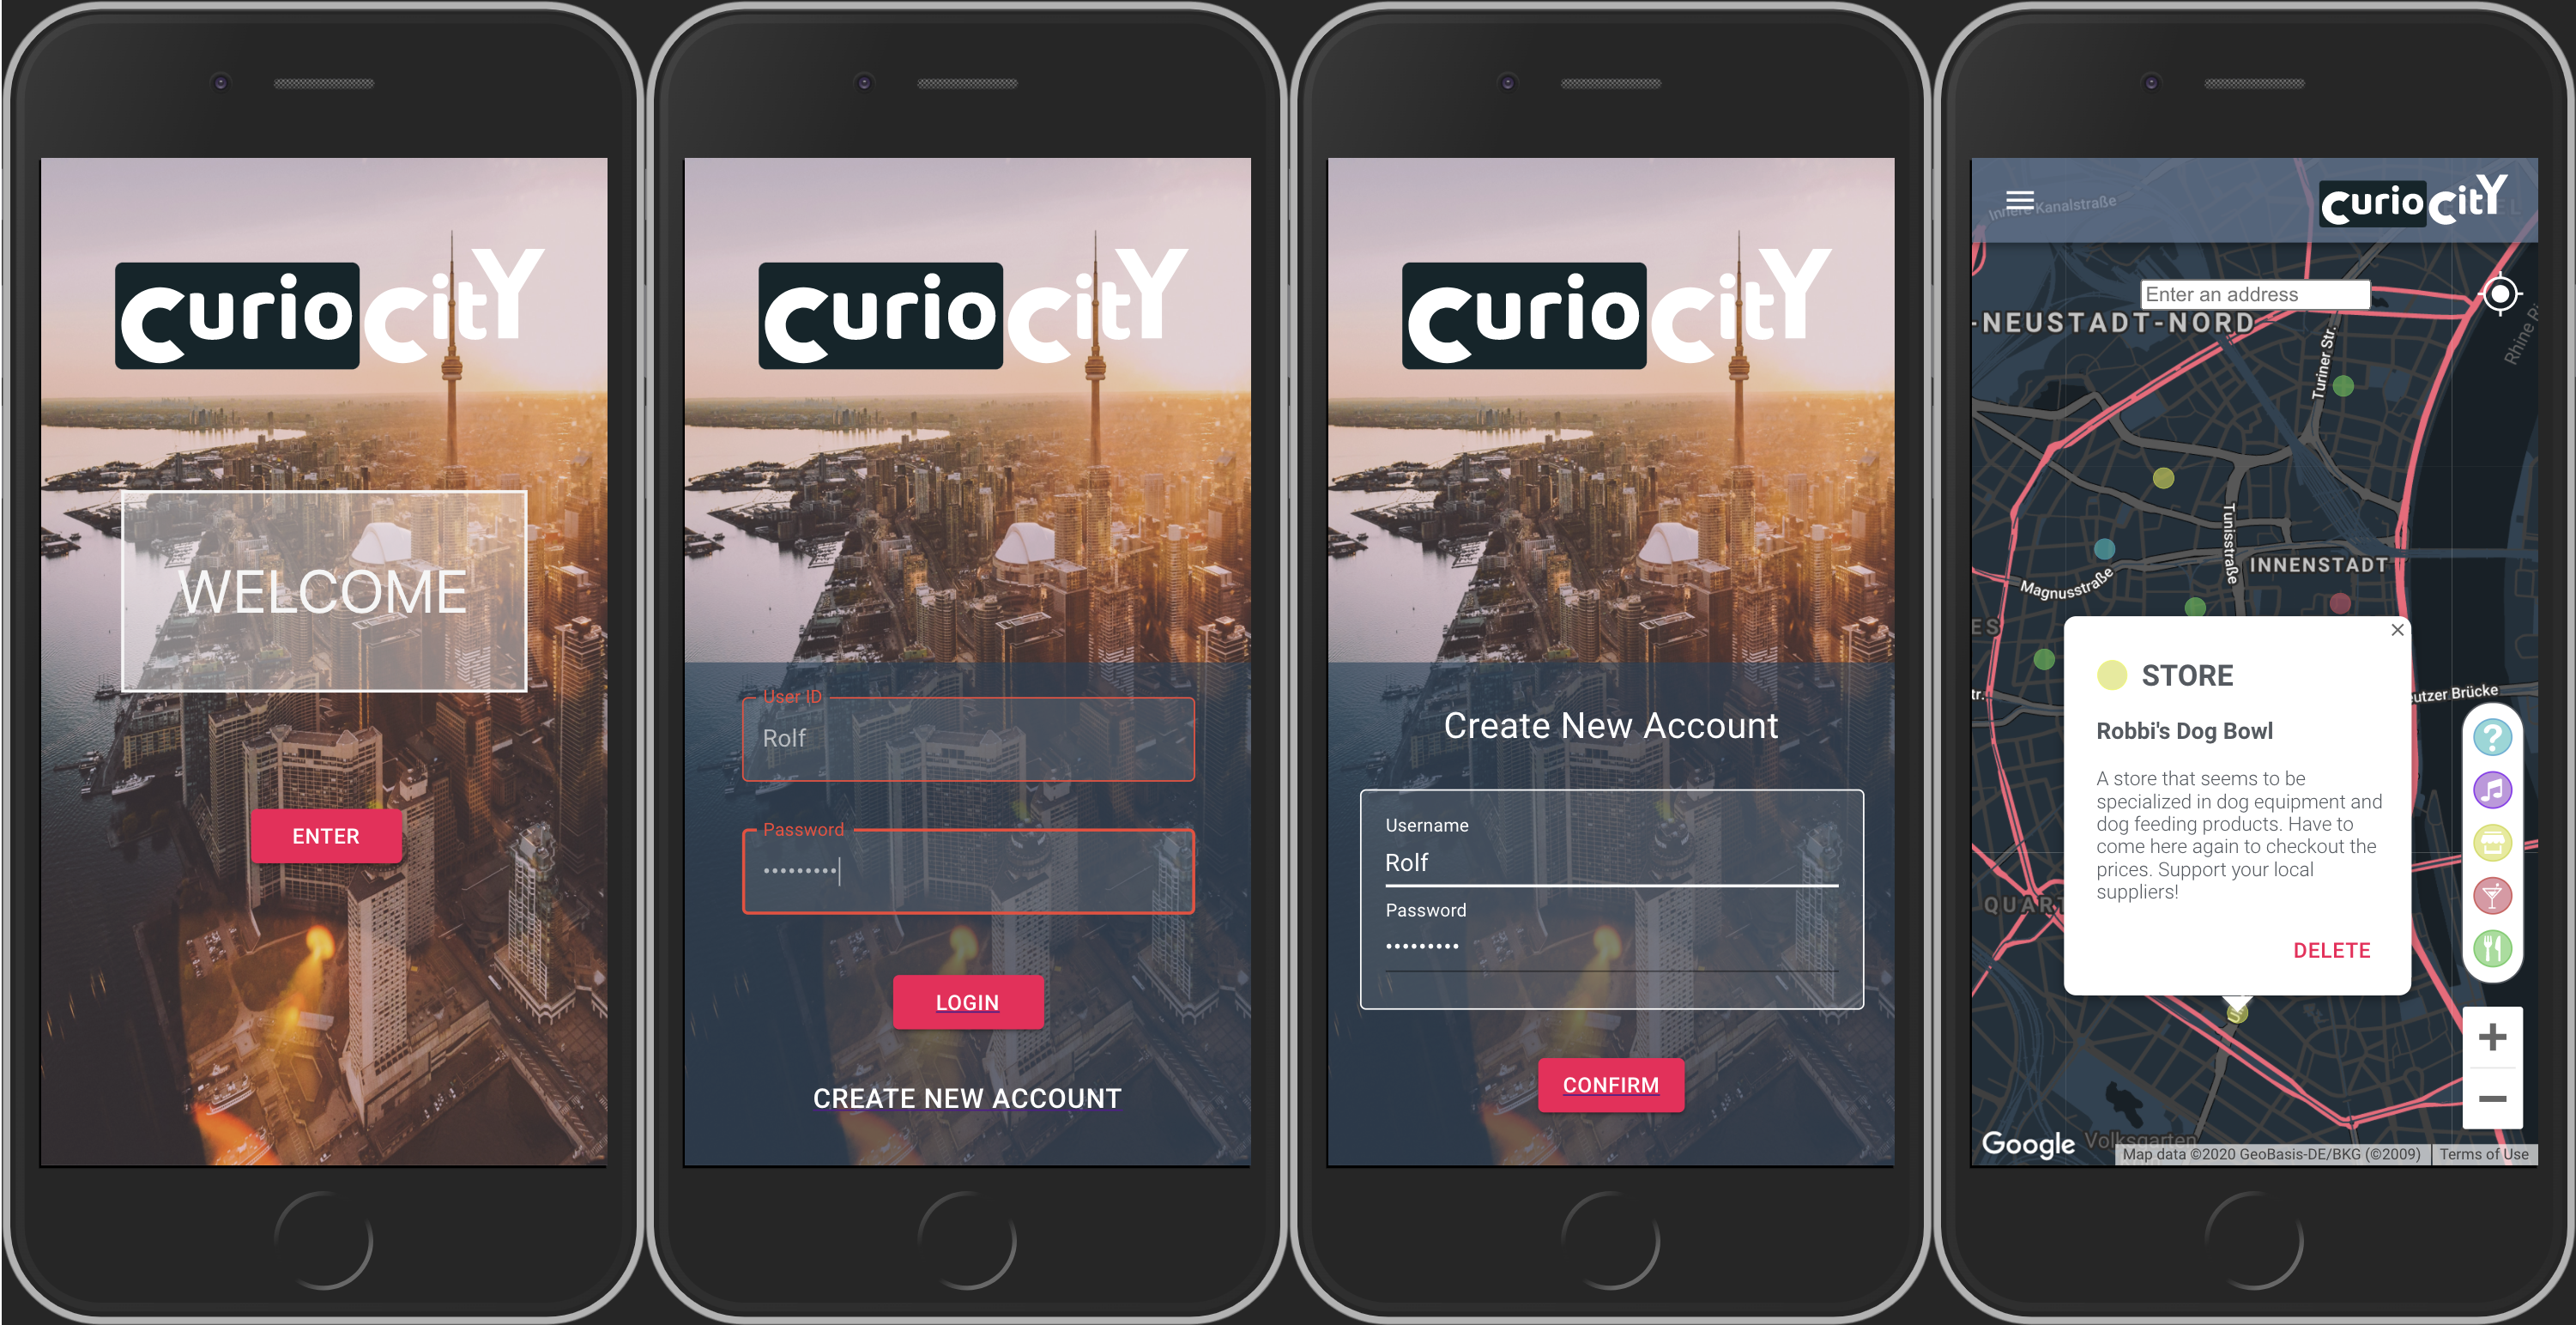 curiocitY
WELCOME
ENTER
curiocitY
User ID
Rolf
Password
•••••••••
LOGIN
CREATE NEW ACCOUNT
curiocitY
Create New Account
Username
Rolf
Password
•••••••••
CONFIRM
Innere Kanalstraße
curiocitY
Enter an address
-NEUSTADT-NORD
Rhine Ri
Turiner Str.
Tunisstraße
INNENSTADT
Magnusstraße
ES
STORE
tr.
eutzer Brücke
Robbi's Dog Bowl
?
A store that seems to be
specialized in dog equipment and
dog feeding products. Have to
come here again to checkout the
prices. Support your local
suppliers!
QUART
DELETE
+
−
Google
Volksgarten
Map data ©2020 GeoBasis-DE/BKG (©2009)
Terms of Use